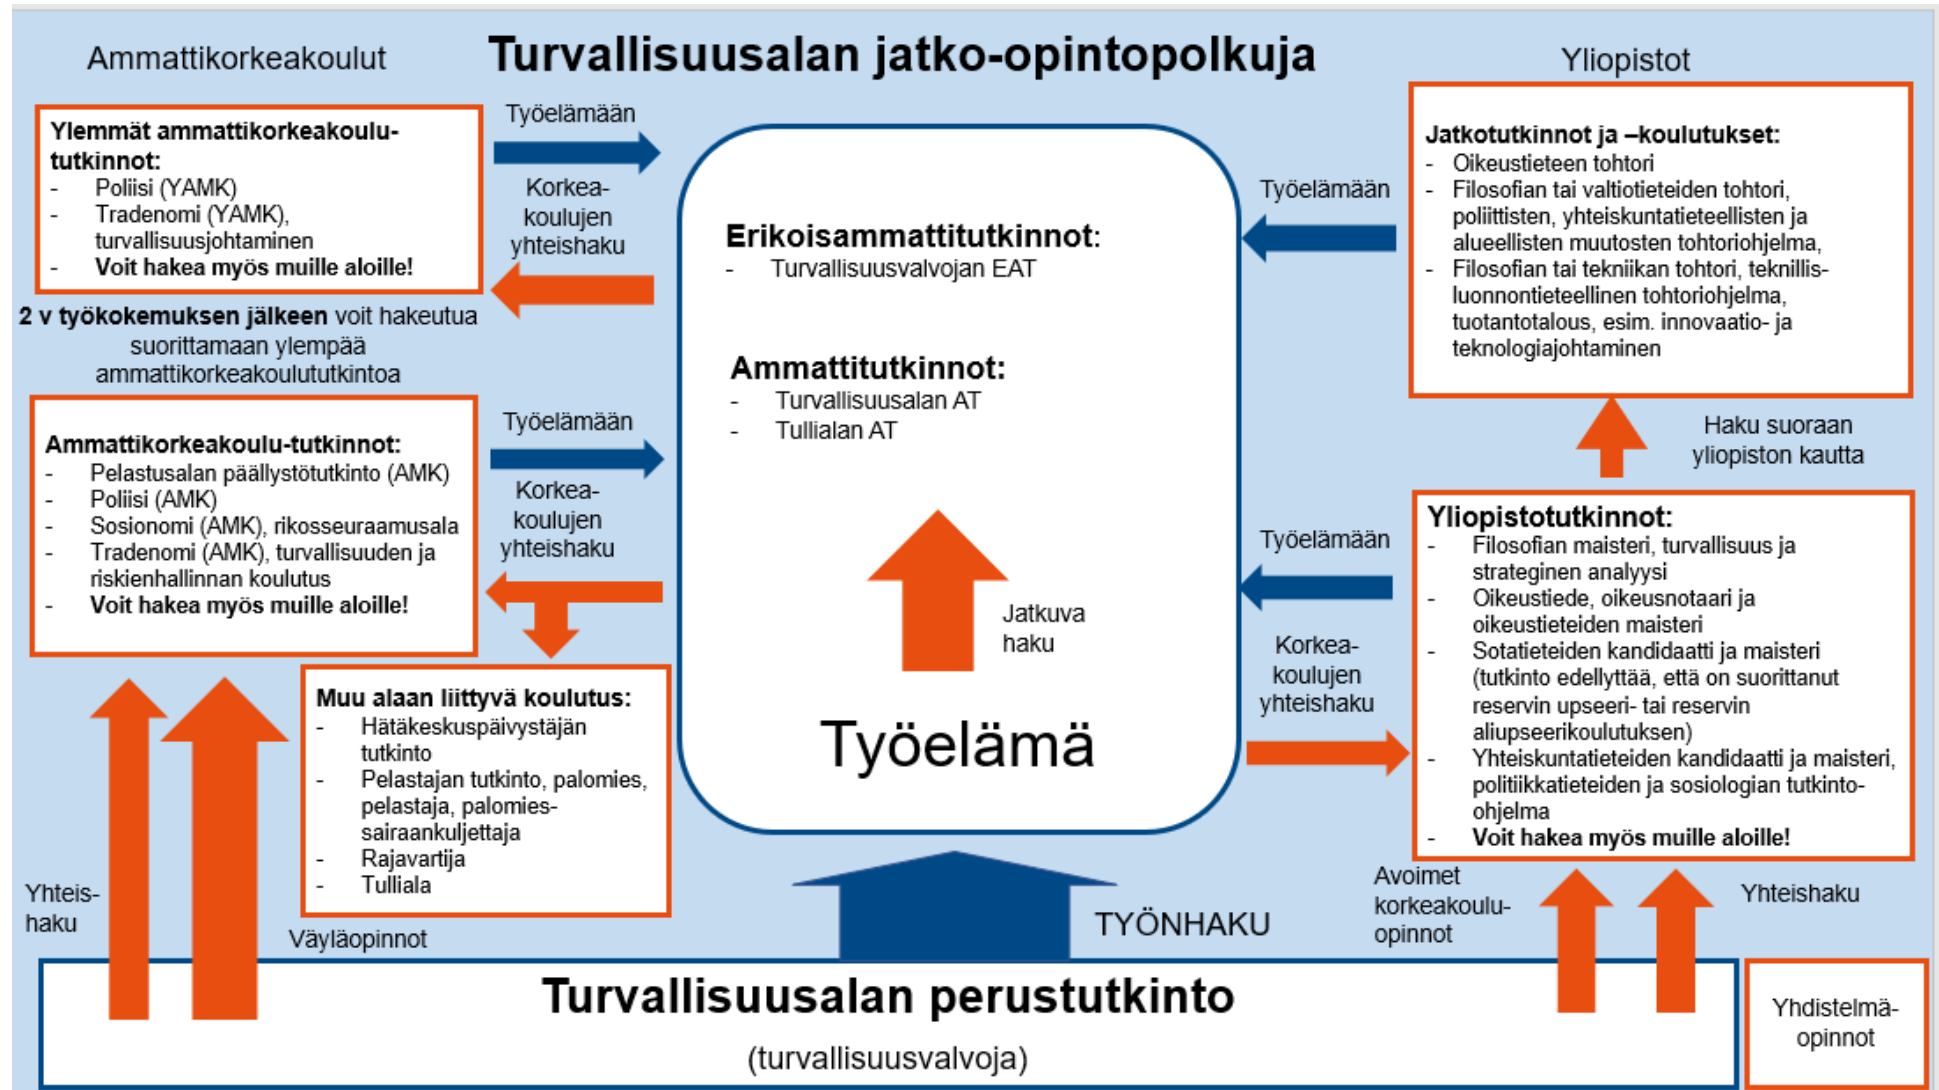 Turvallisuusalan jatko-opintopolkuja
Ammattikorkeakoulut
Ylemmät ammattikorkeakoulu-
tutkinnot:
- Poliisi (YAMK)
- Tradenomi (YAMK),
turvallisuusjohtaminen
- Voit hakea myös muille aloille!
2 v työkokemuksen jälkeen voit hakeutua
suorittamaan ylempää
ammattikorkeakoulututkintoa
Ammattikorkeakoulu-tutkinnot:
- Pelastusalan päällystötutkinto (AMK)
- Poliisi (AMK)
- Sosionomi (AMK), rikosseuraamusala
- Tradenomi (AMK), turvallisuuden ja
riskienhallinnan koulutus
- Voit hakea myös muille aloille!
Muu alaan liittyvä koulutus:
- Hätäkeskuspäivystäjän
tutkinto
- Pelastajan tutkinto, palomies,
pelastaja, palomies-
sairaankuljettaja
- Rajavartija
- Tulliala
Yhteis-
haku
Väyläopinnot
Työelämään
Korkea-
koulujen
yhteishaku
Työelämään
Korkea-
koulujen
yhteishaku
Erikoisammattitutkinnot:
- Turvallisuusvalvojan EAT
Ammattitutkinnot:
- Turvallisuusalan AT
- Tullialan AT
Jatkuva
haku
Työelämä
TYÖNHAKU
Yliopistot
Työelämään
Jatkotutkinnot ja –koulutukset:
- Oikeustieteen tohtori
- Filosofian tai valtiotieteiden tohtori,
poliittisten, yhteiskuntatieteellisten ja
alueellisten muutosten tohtoriohjelma,
- Filosofian tai tekniikan tohtori, teknillis-
luonnontieteellinen tohtoriohjelma,
tuotantotalous, esim. innovaatio- ja
teknologiajohtaminen
Haku suoraan
yliopiston kautta
Työelämään
Korkea-
koulujen
yhteishaku
Yliopistotutkinnot:
- Filosofian maisteri, turvallisuus ja
strateginen analyysi
- Oikeustiede, oikeusnotaari ja
oikeustieteiden maisteri
- Sotatieteiden kandidaatti ja maisteri
(tutkinto edellyttää, että on suorittanut
reservin upseeri- tai reservin
aliupseerikoulutuksen)
- Yhteiskuntatieteiden kandidaatti ja maisteri,
politiikkatieteiden ja sosiologian tutkinto-
ohjelma
- Voit hakea myös muille aloille!
Avoimet
korkeakoulu-
opinnot
Yhteishaku
Turvallisuusalan perustutkinto
(turvallisuusvalvoja)
Yhdistelmä-
opinnot